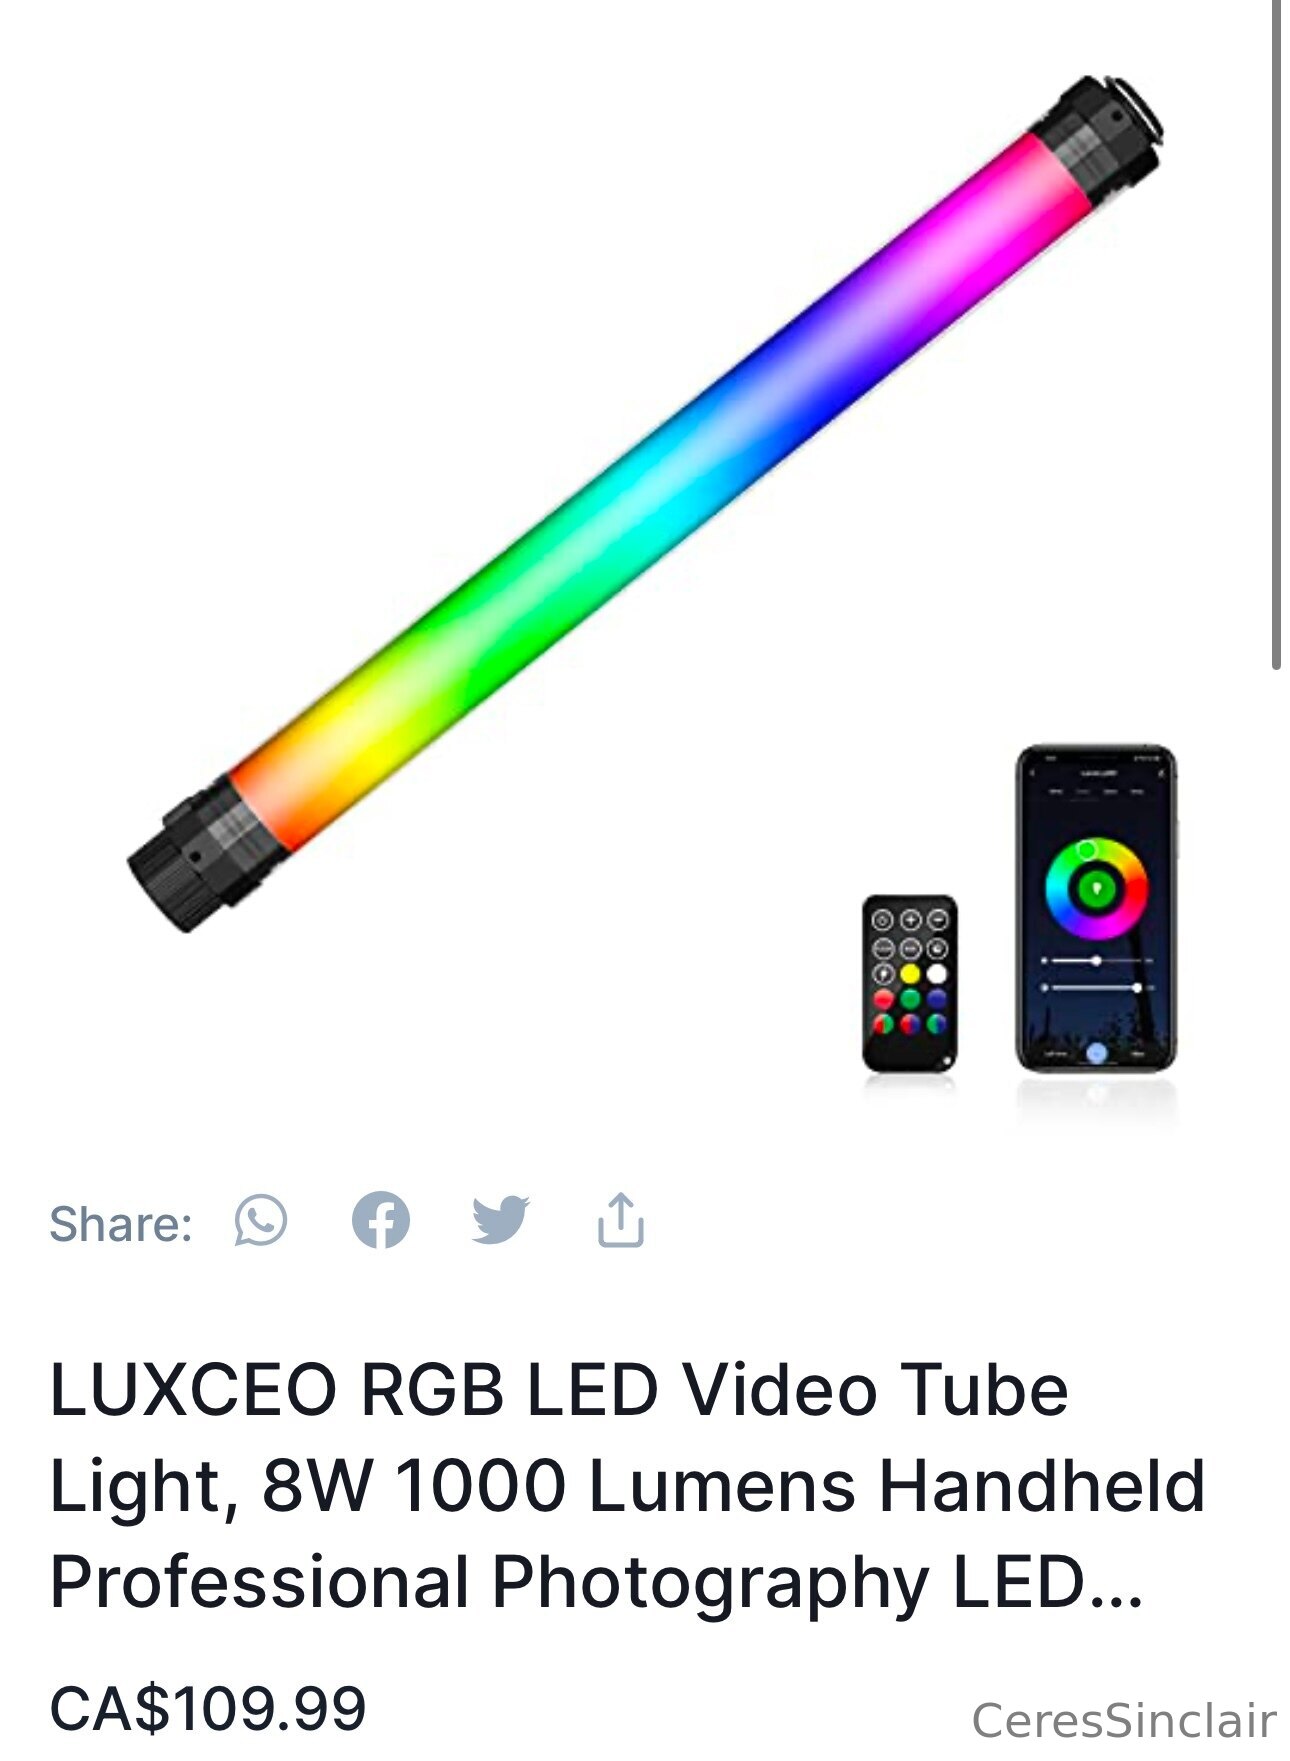 Share:
LUXCEO RGB LED Video Tube
Light, 8W 1000 Lumens Handheld
Professional Photography LED...
CA$109.99
CeresSinclair